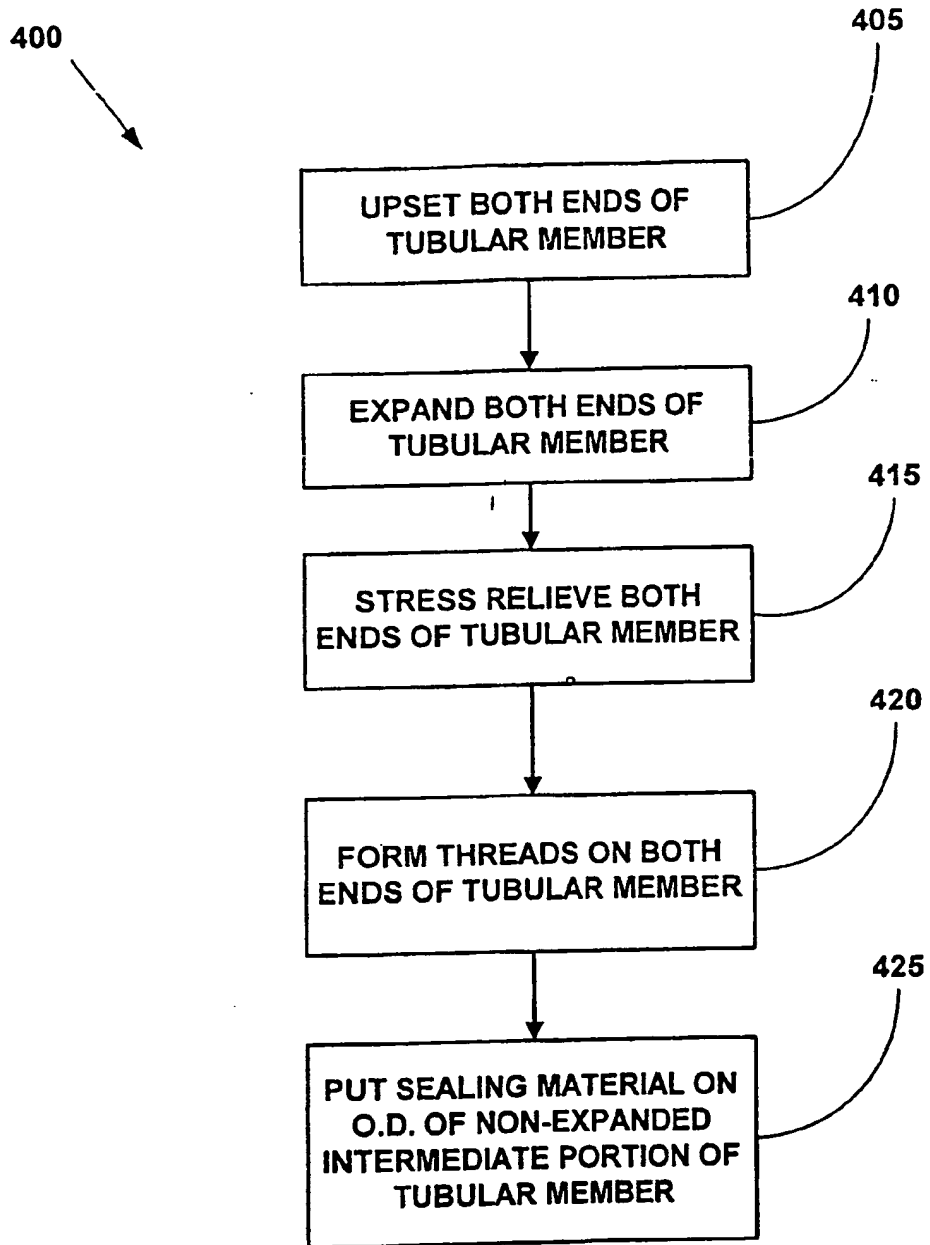 400
405
UPSET BOTH ENDS OF
TUBULAR MEMBER
410
EXPAND BOTH ENDS OF
TUBULAR MEMBER
415
STRESS RELIEVE BOTH
ENDS OF TUBULAR MEMBER
420
FORM THREADS ON BOTH
ENDS OF TUBULAR MEMBER
425
PUT SEALING MATERIAL ON
O.D. OF NON-EXPANDED
INTERMEDIATE PORTION OF
TUBULAR MEMBER